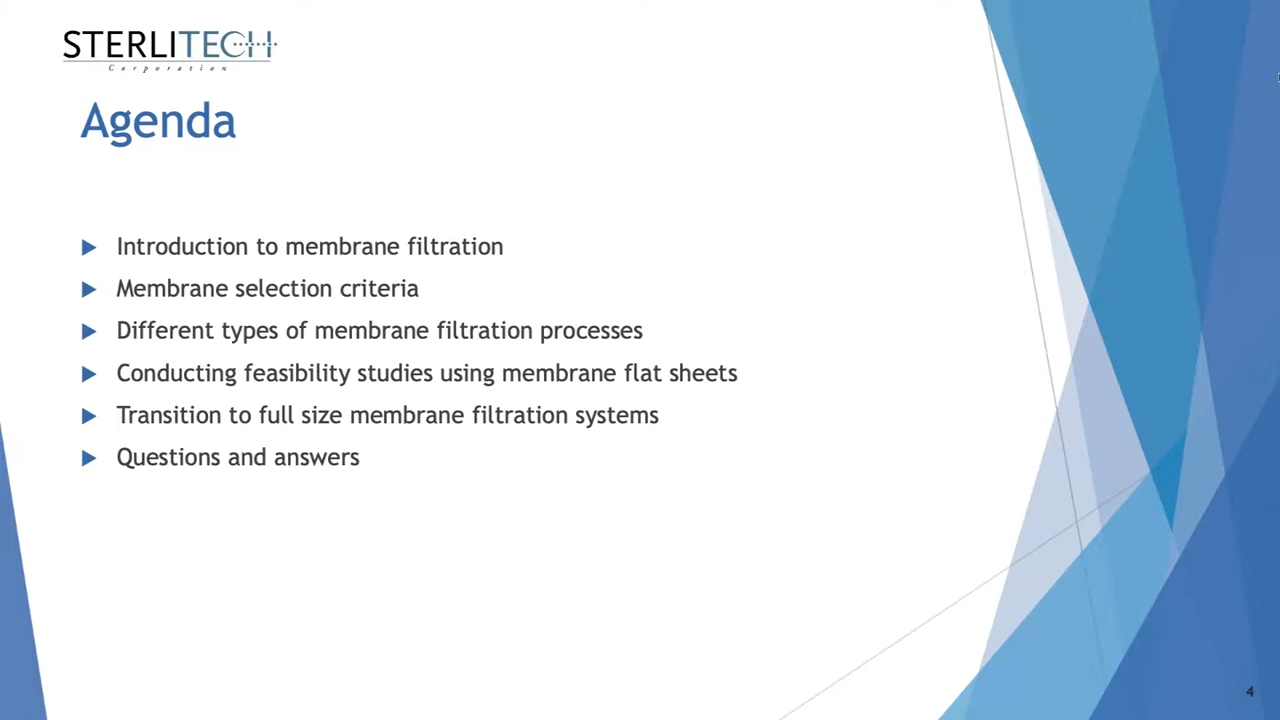 STERLITECH
Corporation
Agenda
Introduction to membrane filtration
Membrane selection criteria
Different types of membrane filtration processes
Conducting feasibility studies using membrane flat sheets
Transition to full size membrane filtration systems
Questions and answers
4